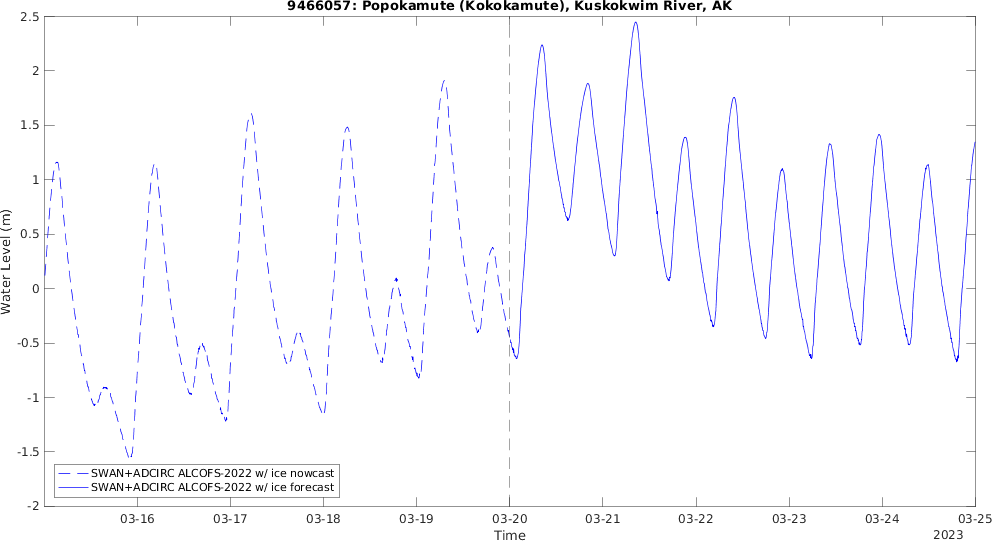 9466057: Popokamute (Kokokamute), Kuskokwim River, AK
2.5
2
1.5
1
0.5
0
-0.5
-1
-1.5
-2
Water Level (m)
SWAN+ADCIRC ALCOFS-2022 w/ ice nowcast
SWAN+ADCIRC ALCOFS-2022 w/ ice forecast
03-16 03-17 03-18 03-19 03-20 03-21 03-22 03-23 03-24 03-25
Time
2023